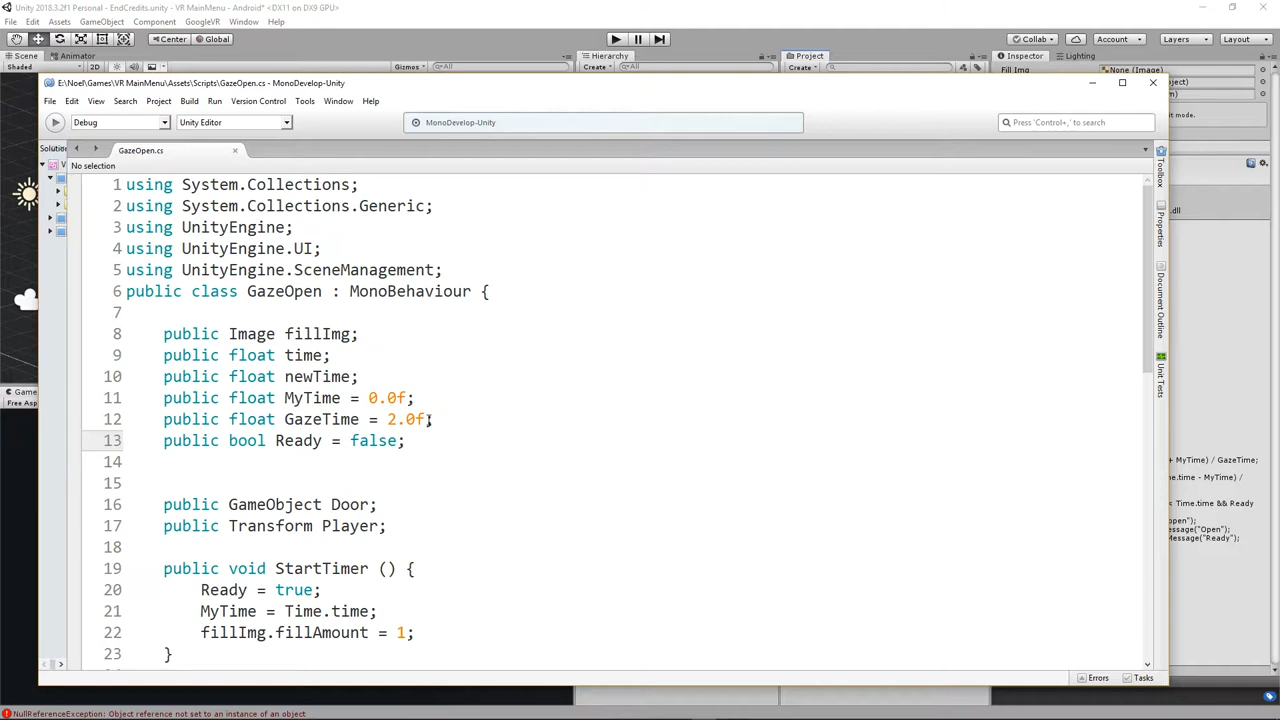 Unity 2018.3.2f1 Personal - EndCredits.unity - VR MainMenu - Android* <DX11 on DX9 GPU>
File Edit Assets GameObject Component GoogleVR Window Help
Center Global Collab Account Layers Layout
Scene Animator Hierarchy Project Inspector Lighting
Shaded 2D Gizmos All Create All Create Fill Img None (Image)
E:\Noel\Games\VR MainMenu\Assets\Scripts\GazeOpen.cs - MonoDevelop-Unity
File Edit View Search Project Build Run Version Control Tools Window Help
Debug Unity Editor MonoDevelop-Unity Press 'Control+,' to search
GazeOpen.cs
No selection
1 using System.Collections;
2 using System.Collections.Generic;
3 using UnityEngine;
4 using UnityEngine.UI;
5 using UnityEngine.SceneManagement;
6 public class GazeOpen : MonoBehaviour {
7
8 public Image fillImg;
9 public float time;
10 public float newTime;
11 public float MyTime = 0.0f;
12 public float GazeTime = 2.0f;
13 public bool Ready = false;
14
15
16 public GameObject Door;
17 public Transform Player;
18
19 public void StartTimer () {
20 Ready = true;
21 MyTime = Time.time;
22 fillImg.fillAmount = 1;
23 }
Toolbox
Properties
Document Outline
Unit Tests
Errors Tasks
.dll
+ MyTime) / GazeTime;
e.time - MyTime) /
< Time.time && Ready
open");
Message("Open");
Message("Ready");
Game
Free Asp
NullReferenceException: Object reference not set to an instance of an object